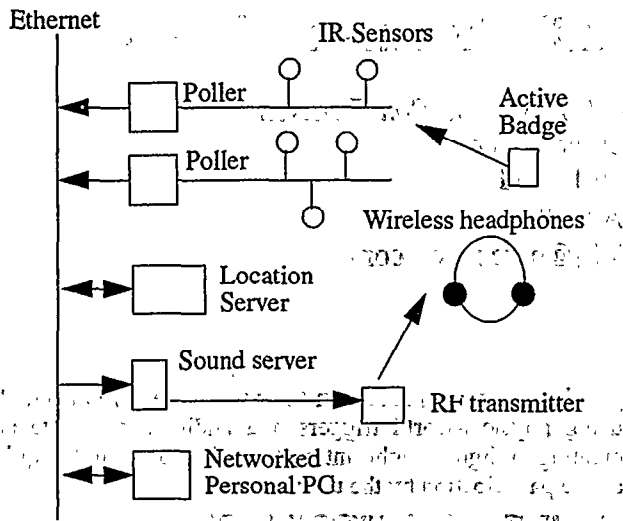 Ethernet
IR Sensors
Poller
Active
Badge
Poller
Wireless headphones
Location
Server
Sound server
RF transmitter
Networked
Personal PC